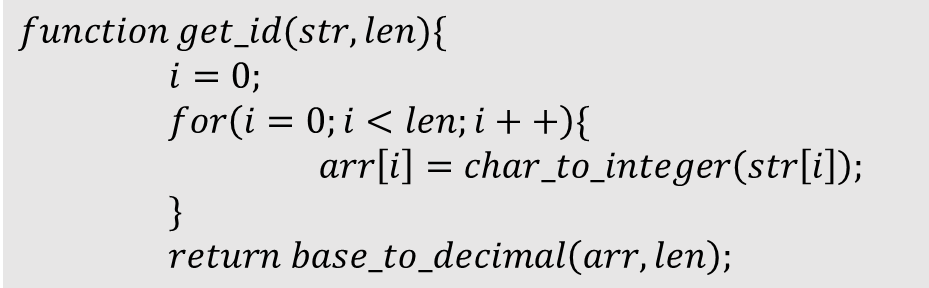 function get_id(str, len){
i = 0;
for(i = 0; i < len; i + +){
arr[i] = char_to_integer(str[i]);
}
return base_to_decimal(arr, len);